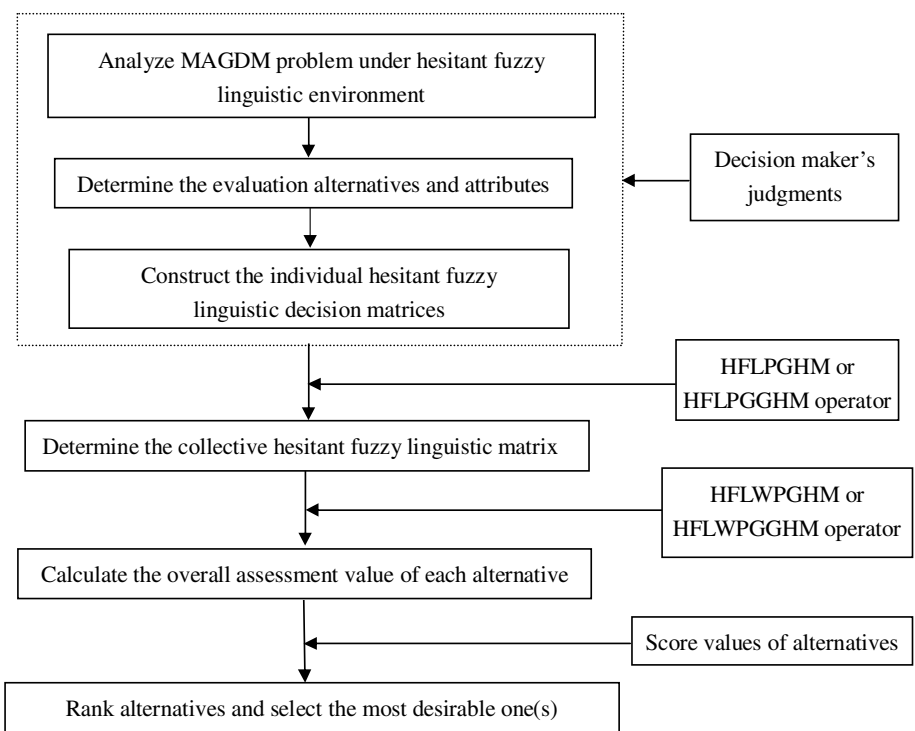 Analyze MAGDM problem under hesitant fuzzy
linguistic environment
Determine the evaluation alternatives and attributes
Decision maker’s
judgments
Construct the individual hesitant fuzzy
linguistic decision matrices
HFLPGHM or
HFLPGGHM operator
Determine the collective hesitant fuzzy linguistic matrix
HFLWPGHM or
HFLWPGGHM operator
Calculate the overall assessment value of each alternative
Score values of alternatives
Rank alternatives and select the most desirable one(s)